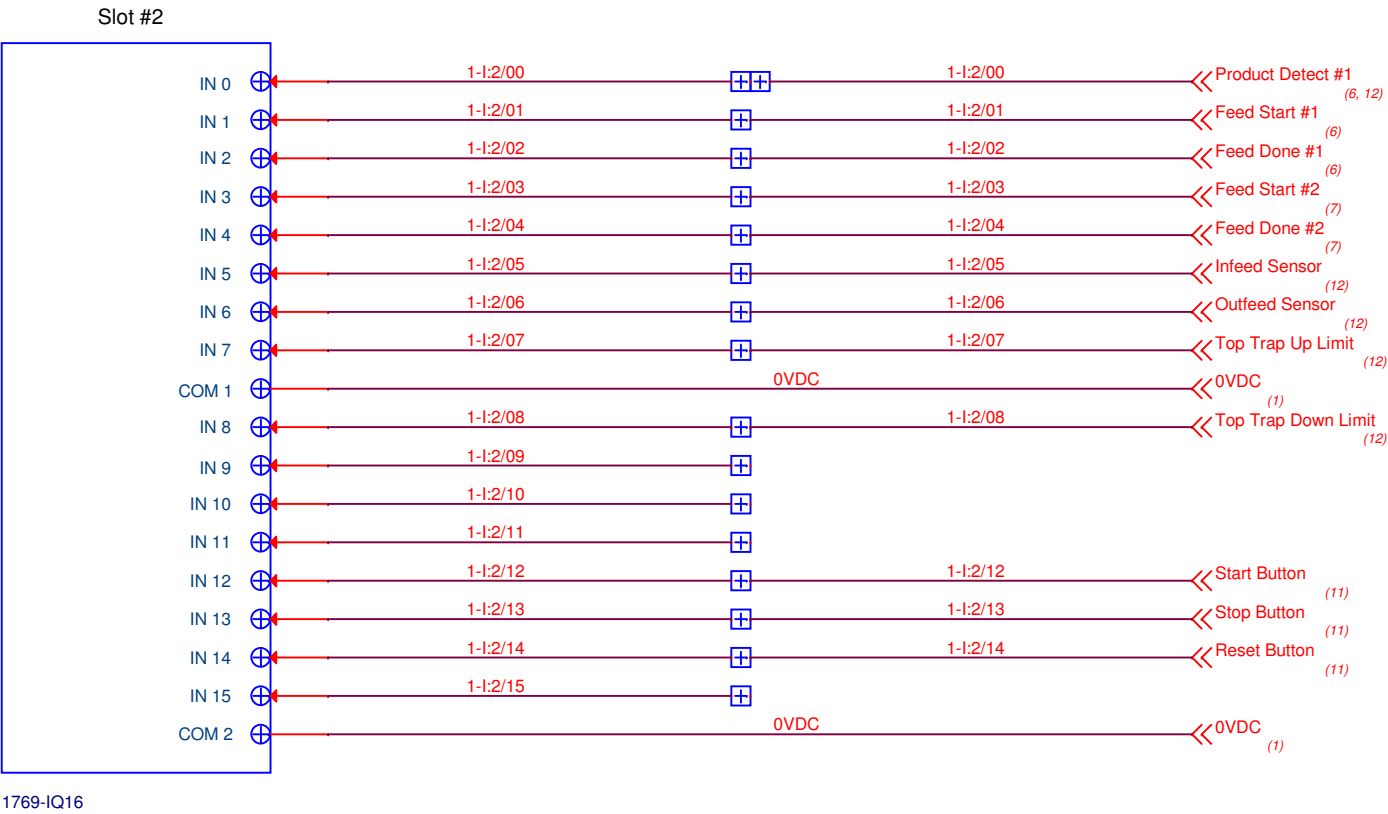 Slot #2
IN 0 1-I:2/00 1-I:2/00 Product Detect #1
(6, 12)
IN 1 1-I:2/01 1-I:2/01 Feed Start #1
(6)
IN 2 1-I:2/02 1-I:2/02 Feed Done #1
(6)
IN 3 1-I:2/03 1-I:2/03 Feed Start #2
(7)
IN 4 1-I:2/04 1-I:2/04 Feed Done #2
(7)
IN 5 1-I:2/05 1-I:2/05 Infeed Sensor
(12)
IN 6 1-I:2/06 1-I:2/06 Outfeed Sensor
(12)
IN 7 1-I:2/07 1-I:2/07 Top Trap Up Limit
(12)
COM 1 0VDC 0VDC
(1)
IN 8 1-I:2/08 1-I:2/08 Top Trap Down Limit
(12)
IN 9 1-I:2/09
IN 10 1-I:2/10
IN 11 1-I:2/11
IN 12 1-I:2/12 1-I:2/12 Start Button
(11)
IN 13 1-I:2/13 1-I:2/13 Stop Button
(11)
IN 14 1-I:2/14 1-I:2/14 Reset Button
(11)
IN 15 1-I:2/15
COM 2 0VDC 0VDC
(1)
1769-IQ16